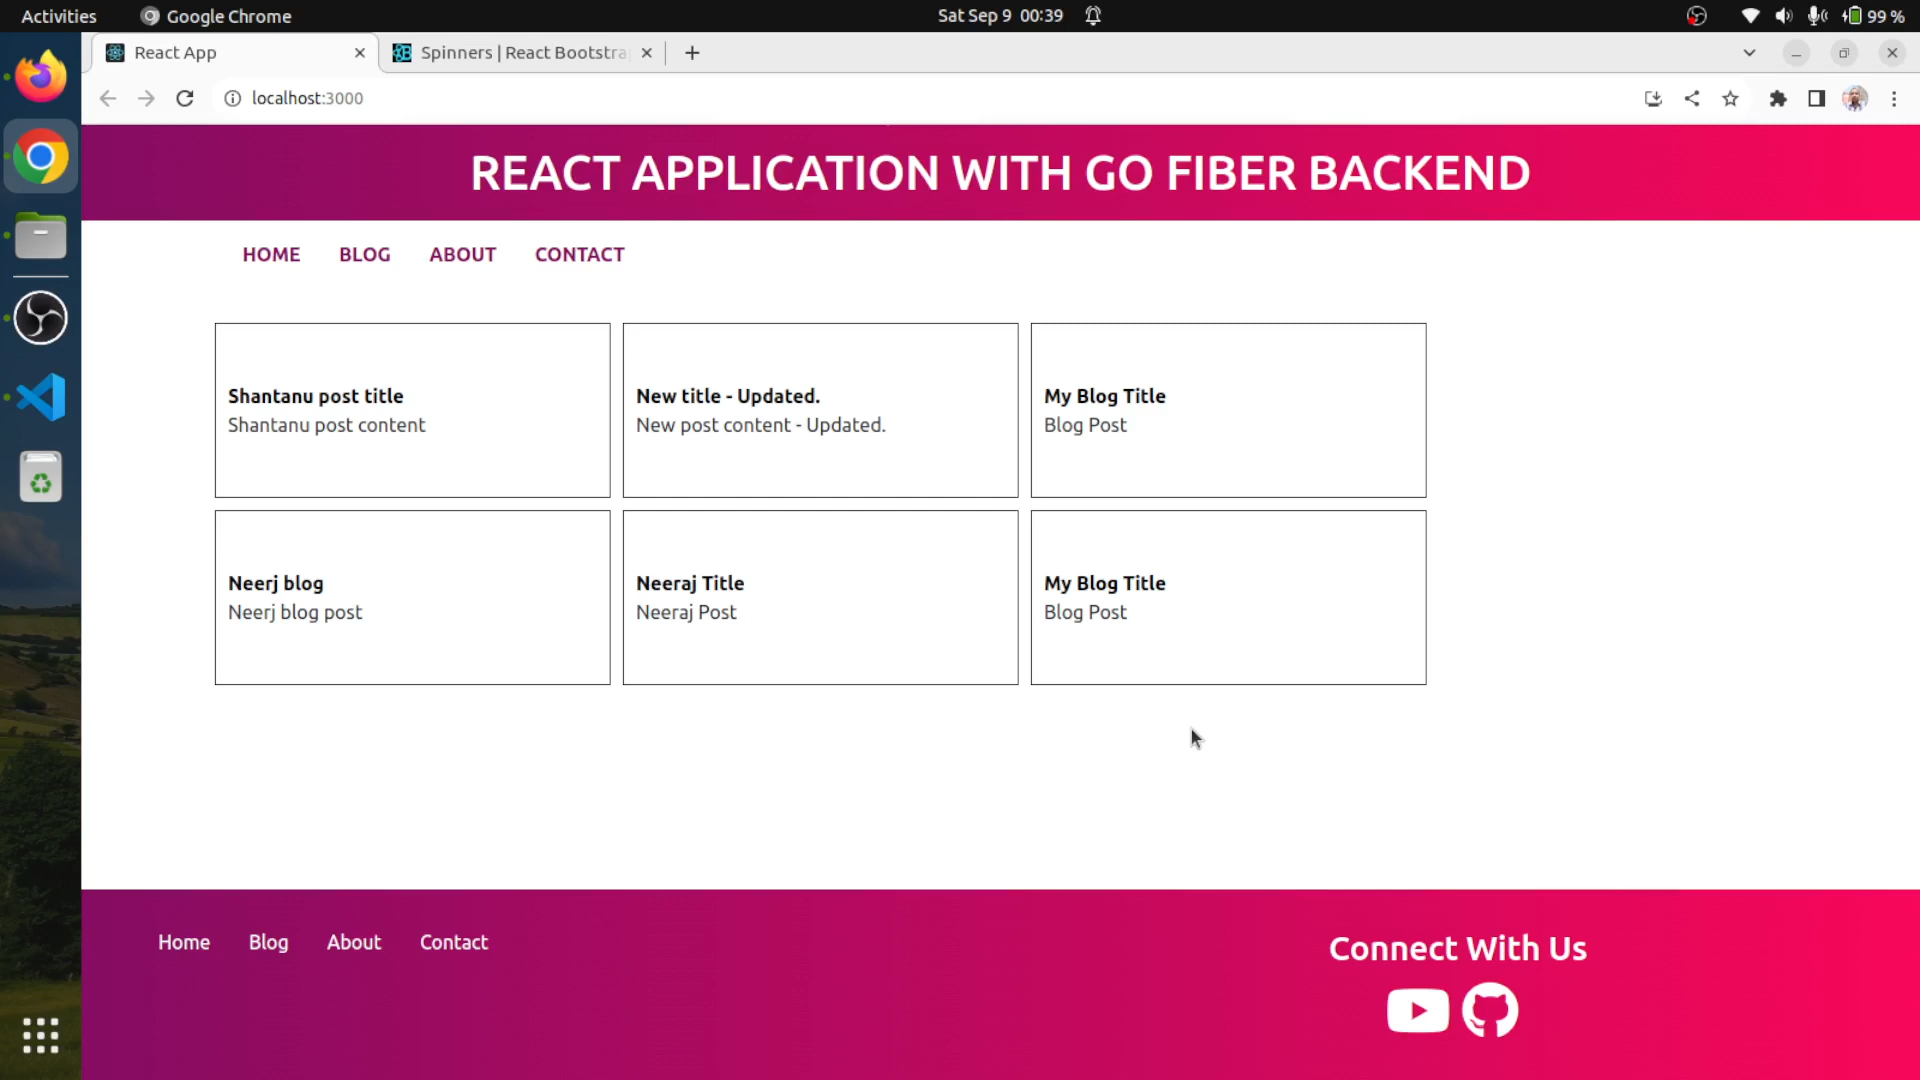 Activities
Google Chrome
Sat Sep 9 00:39
99 %
React App
Spinners | React Bootstra
localhost:3000
REACT APPLICATION WITH GO FIBER BACKEND
HOME BLOG ABOUT CONTACT
Shantanu post title
Shantanu post content
New title - Updated.
New post content - Updated.
My Blog Title
Blog Post
Neerj blog
Neerj blog post
Neeraj Title
Neeraj Post
My Blog Title
Blog Post
Home Blog About Contact
Connect With Us